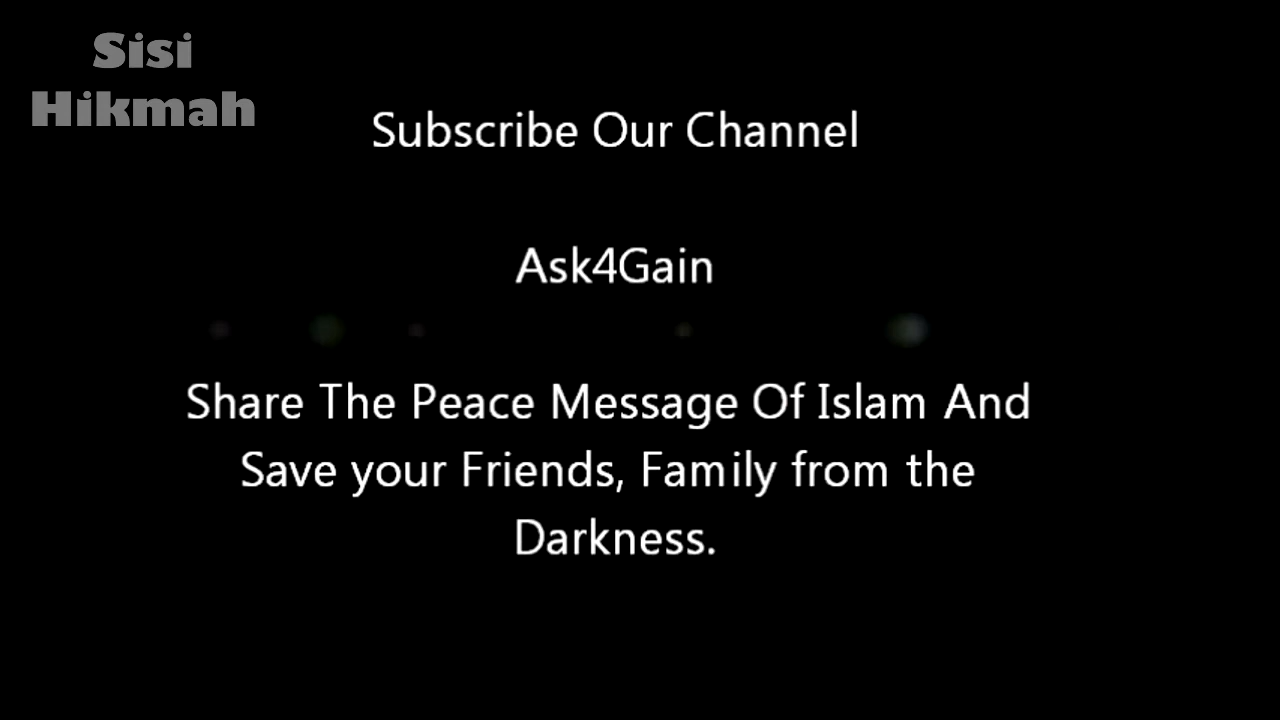 Sisi
Hikmah
Subscribe Our Channel
Ask4Gain
Share The Peace Message Of Islam And
Save your Friends, Family from the
Darkness.